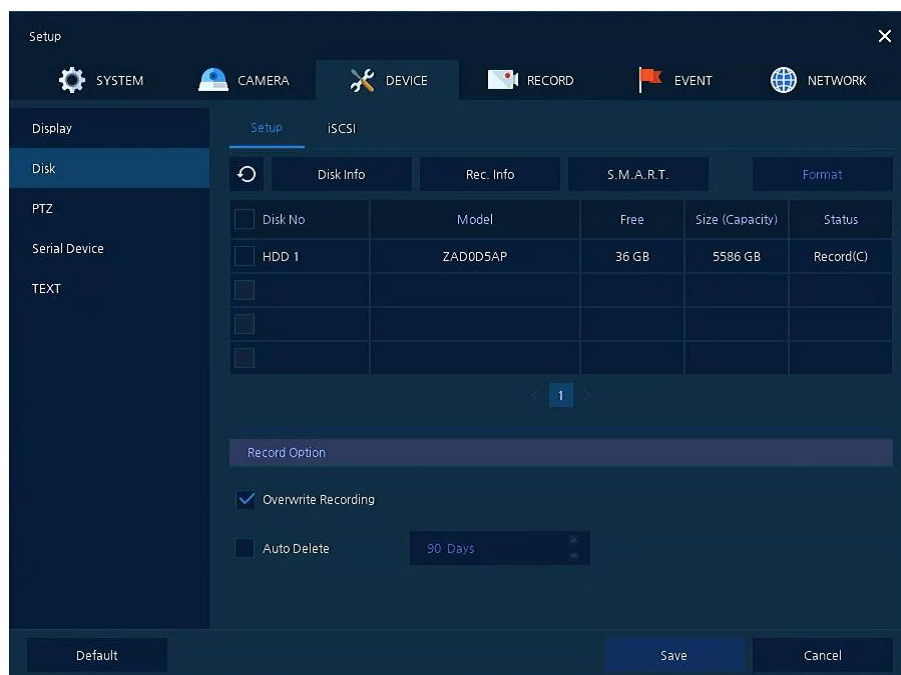 Setup
SYSTEM CAMERA DEVICE RECORD EVENT NETWORK
Display
Disk
PTZ
Serial Device
TEXT
Setup iSCSI
Disk Info Rec. Info S.M.A.R.T. Format
Disk No Model Free Size (Capacity) Status
HDD 1 ZAD0D5AP 36 GB 5586 GB Record(C)
1
Record Option
Overwrite Recording
Auto Delete 90 Days
Default Save Cancel